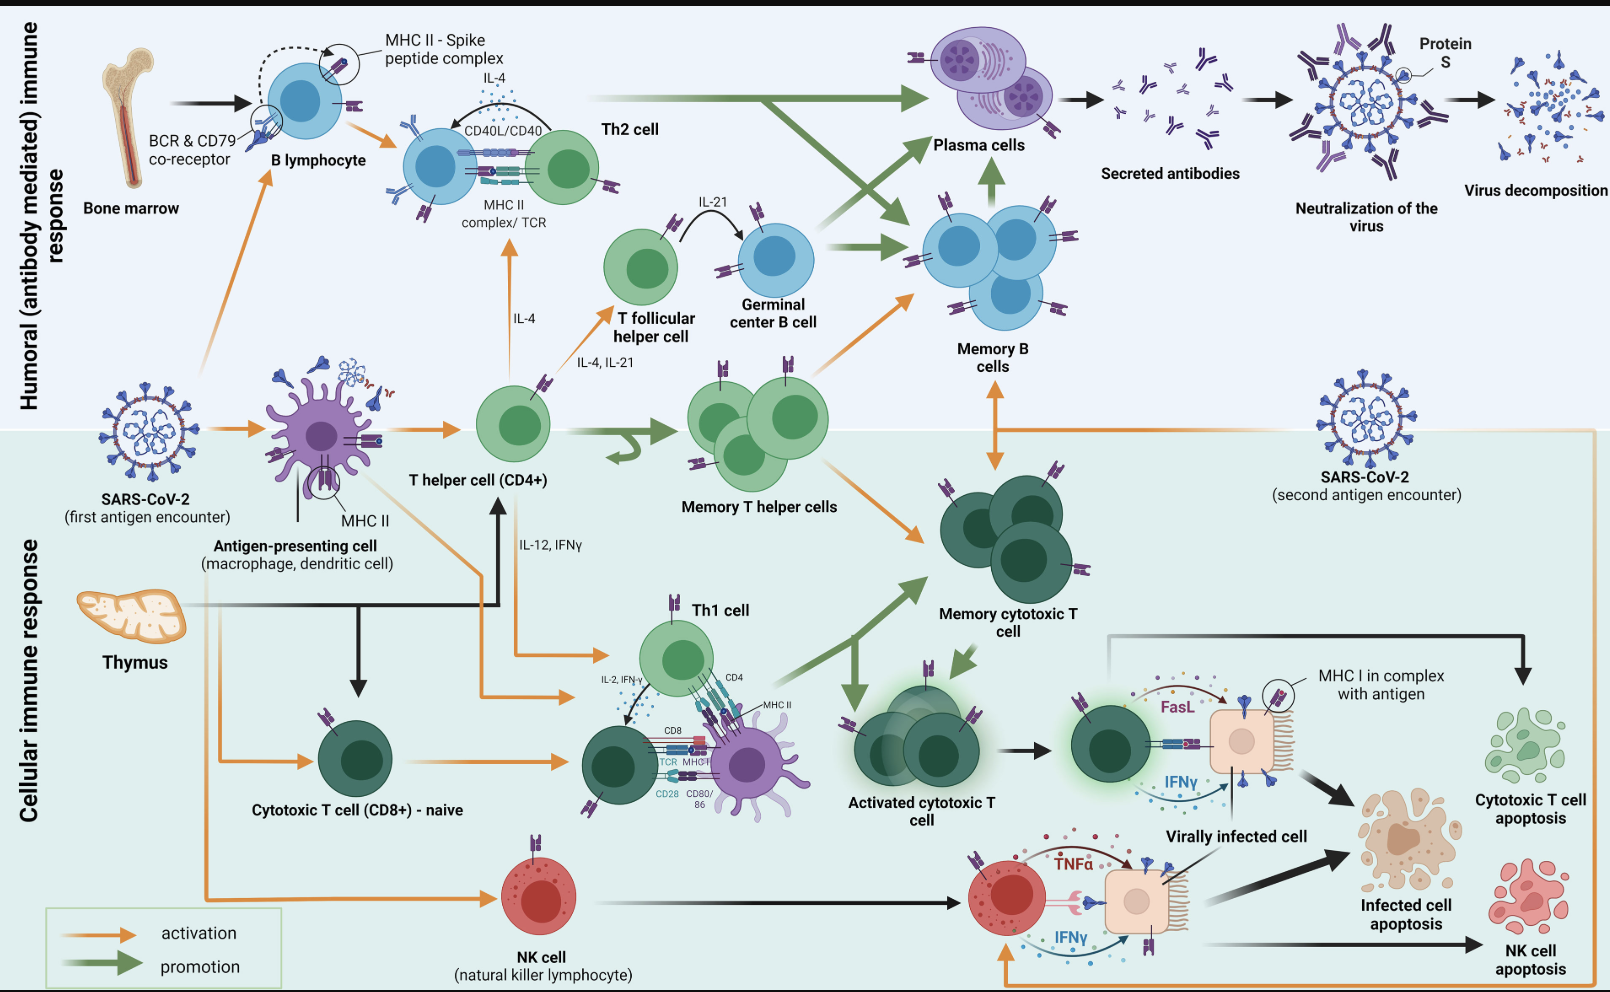 Humoral (antibody mediated) immune
response
MHC II - Spike
peptide complex
BCR & CD79
co-receptor
Bone marrow
B lymphocyte
IL-4
CD40L/CD40
MHC II
complex/ TCR
Th2 cell
IL-21
T follicular
helper cell
Germinal
center B cell
IL-4
IL-4, IL-21
Plasma cells
Secreted antibodies
Protein
S
Neutralization of the
virus
Virus decomposition
Memory B
cells
SARS-CoV-2
(first antigen encounter)
MHC II
Antigen-presenting cell
(macrophage, dendritic cell)
T helper cell (CD4+)
Memory T helper cells
SARS-CoV-2
(second antigen encounter)
Cellular immune response
IL-12, IFNγ
Thymus
Th1 cell
IL-2, IFN-γ
CD4
MHC II
CD8
TCR
MHC I
CD28
CD80/
86
Cytotoxic T cell (CD8+) - naive
Memory cytotoxic T
cell
Activated cytotoxic T
cell
FasL
IFNγ
MHC I in complex
with antigen
Virally infected cell
Cytotoxic T cell
apoptosis
TNFα
IFNγ
Infected cell
apoptosis
NK cell
apoptosis
NK cell
(natural killer lymphocyte)
activation
promotion